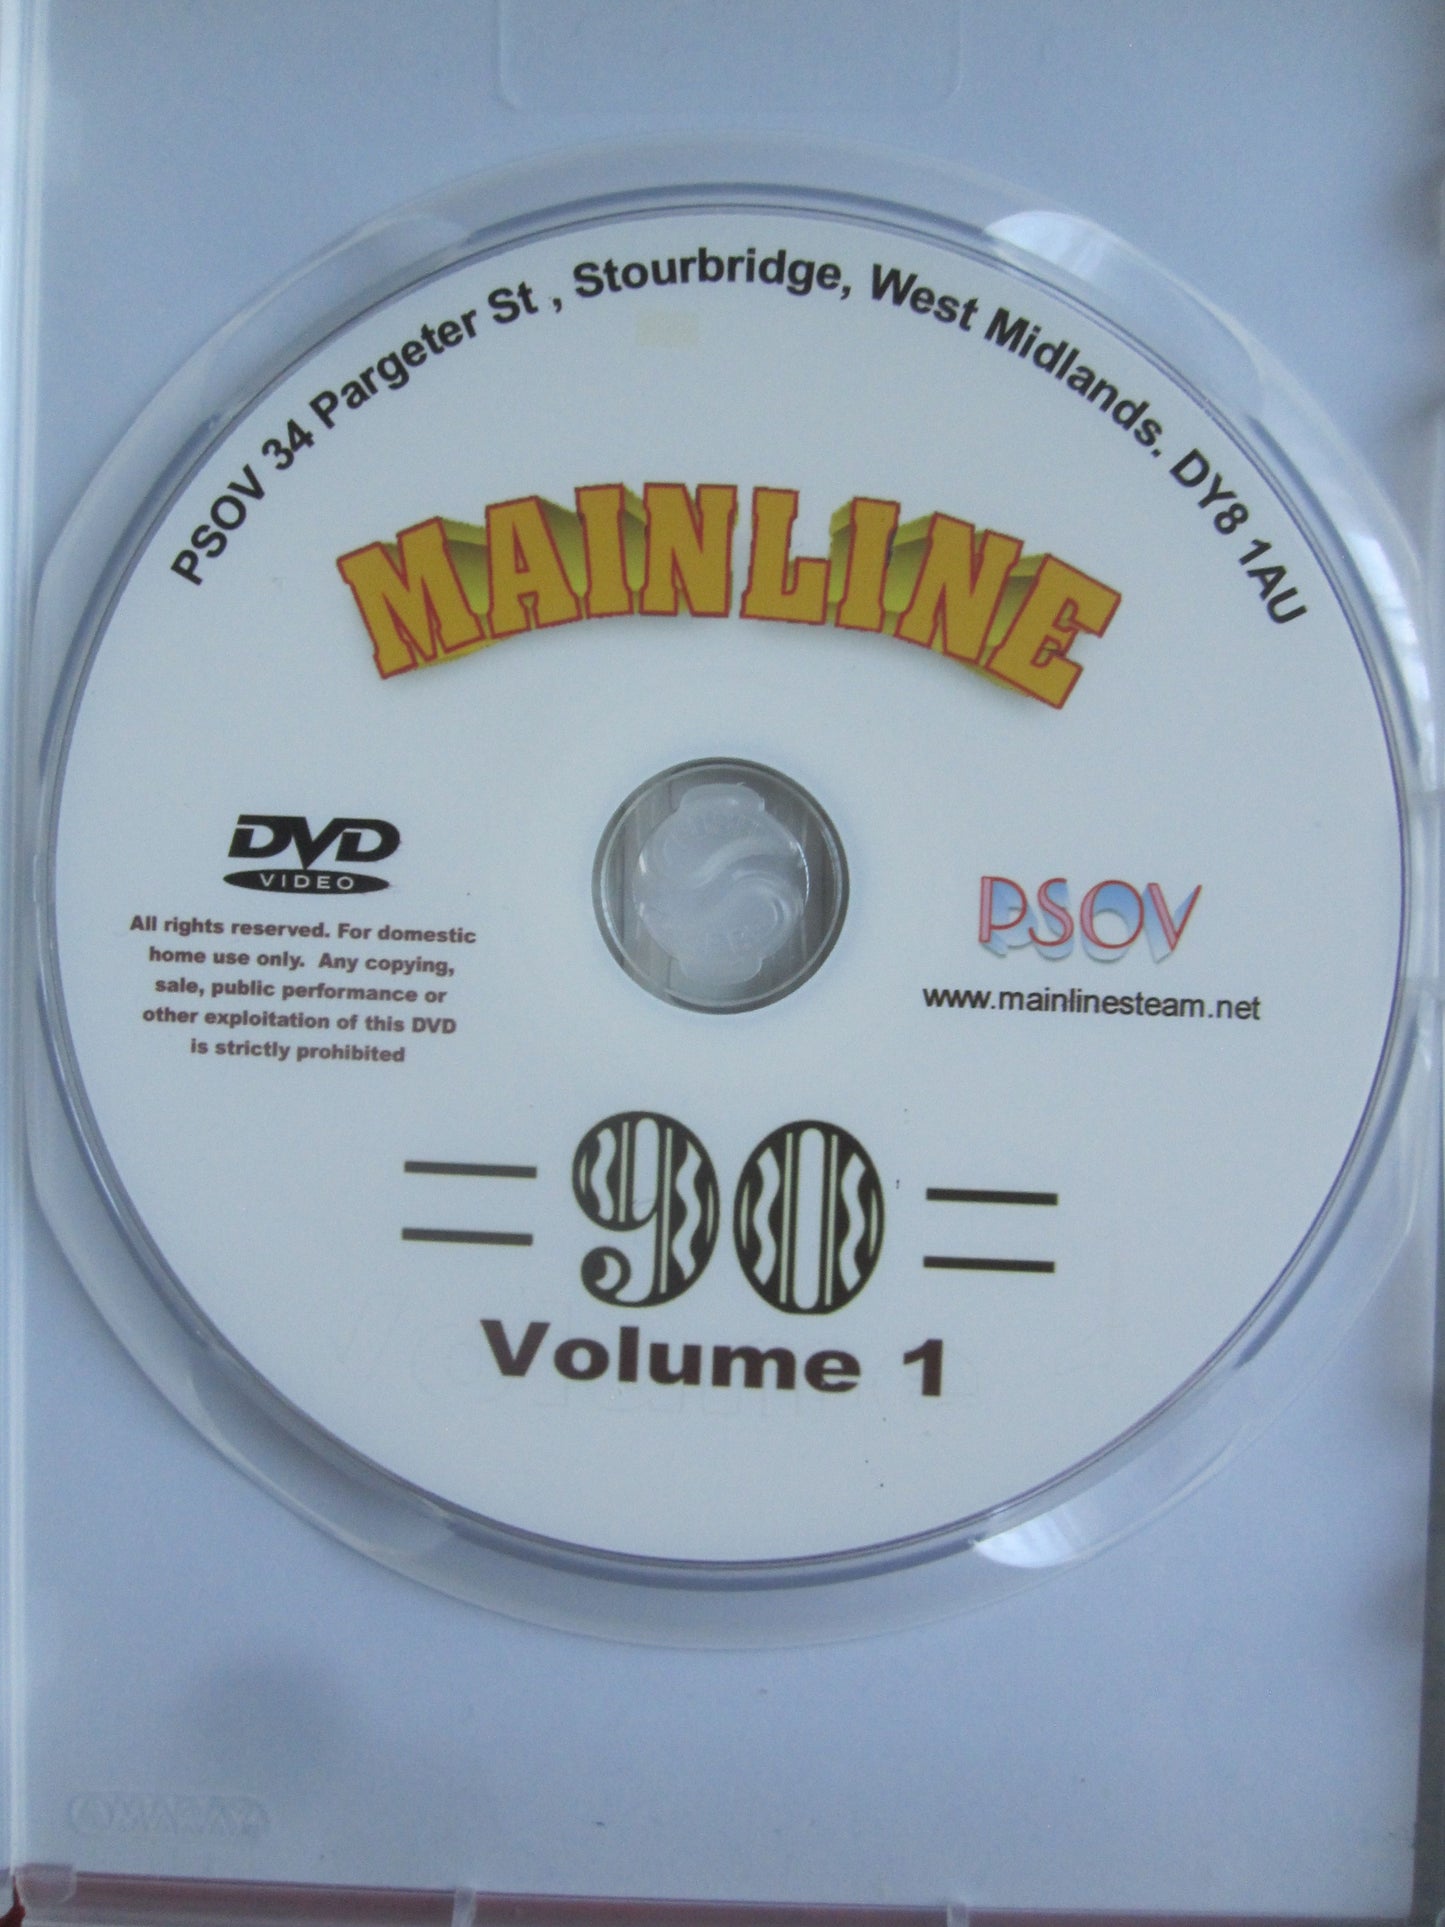 PSOV 34 Pargeter St , Stourbridge, West Midlands. DY8 1AU
MAINLINE
DVD
VIDEO
All rights reserved. For domestic
home use only. Any copying,
sale, public performance or
other exploitation of this DVD
is strictly prohibited
PSOV
www.mainlinesteam.net
90
Volume 1